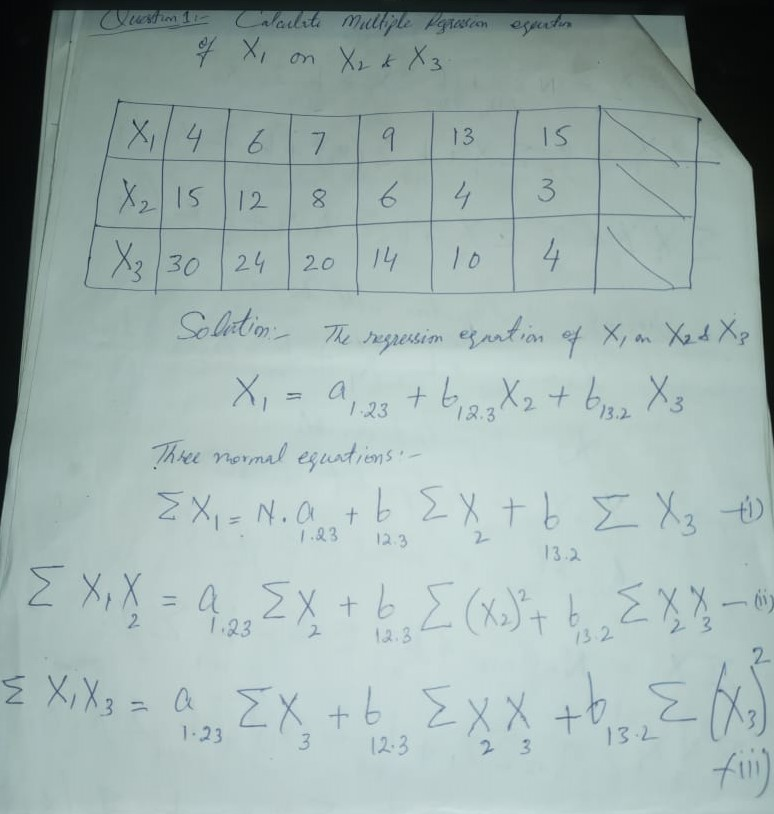 Question 1:- Calculate Multiple Regression equation
of X₁ on X₂ & X₃
X₁ 4 6 7 9 13 15
X₂ 15 12 8 6 4 3
X₃ 30 24 20 14 10 4
Solution:- The regression equation of X₁ on X₂ & X₃
X₁ = a₁.₂₃ + b₁₂.₃ X₂ + b₁₃.₂ X₃
Three normal equations:-
ΣX₁ = N.a₁.₂₃ + b₁₂.₃ ΣX₂ + b₁₃.₂ Σ X₃ —(i)
Σ X₁X₂ = a₁.₂₃ ΣX₂ + b₁₂.₃ Σ(X₂)² + b₁₃.₂ ΣX₂X₃ —(ii)
Σ X₁X₃ = a₁.₂₃ ΣX₃ + b₁₂.₃ ΣX₂X₃ + b₁₃.₂ Σ(X₃)²
—(iii)